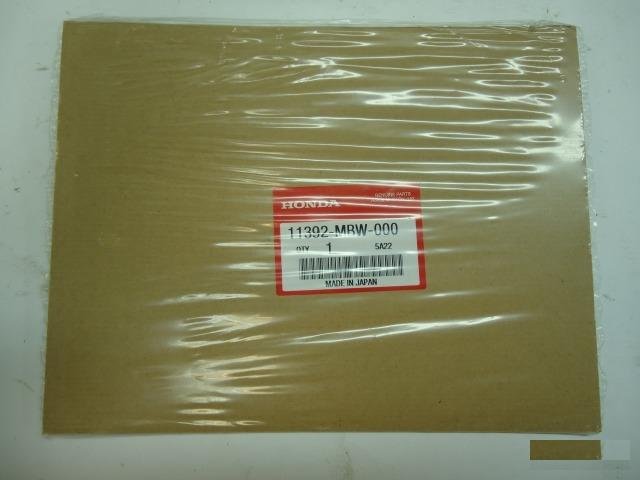 HONDA
GENUINE PARTS
11392-MBW-000
QTY 1 5A22
MADE IN JAPAN